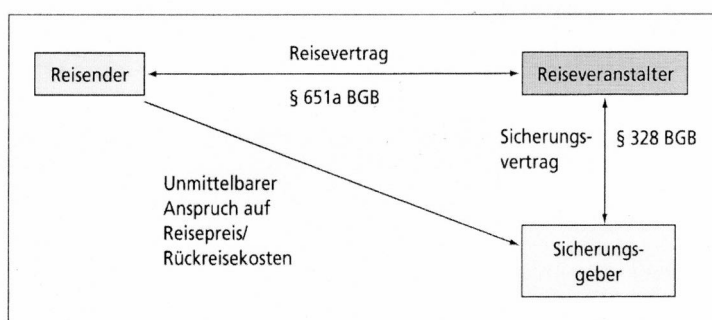 Reisevertrag
Reisender
Reiseveranstalter
§ 651a BGB
Sicherungs-
vertrag
§ 328 BGB
Unmittelbarer
Anspruch auf
Reisepreis/
Rückreisekosten
Sicherungs-
geber